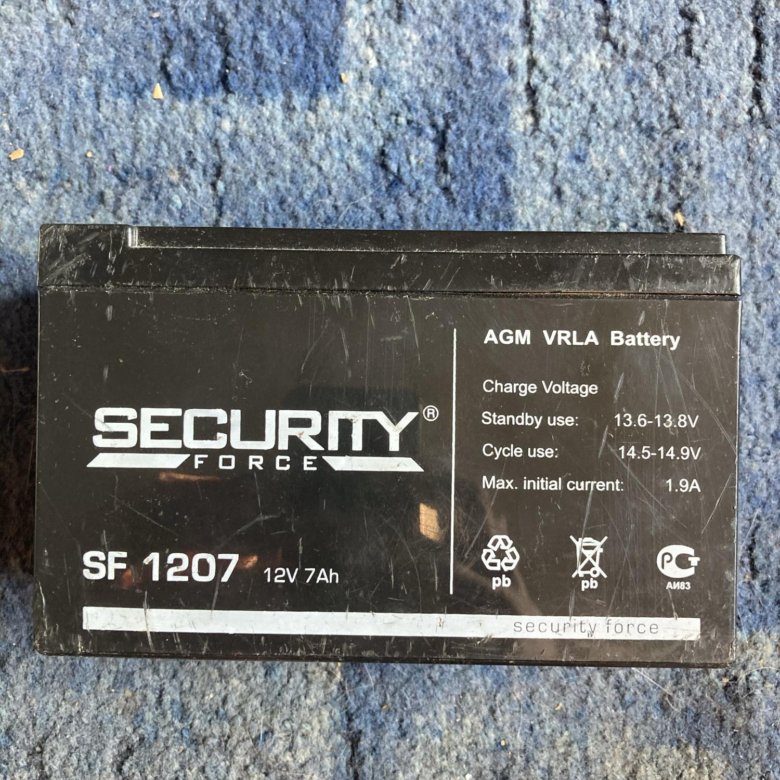 SECURITY®
FORCE
SF 1207 12V 7Ah
AGM VRLA Battery
Charge Voltage
Standby use: 13.6-13.8V
Cycle use: 14.5-14.9V
Max. initial current: 1.9A
pb
pb
РСТ
АИ83
security force